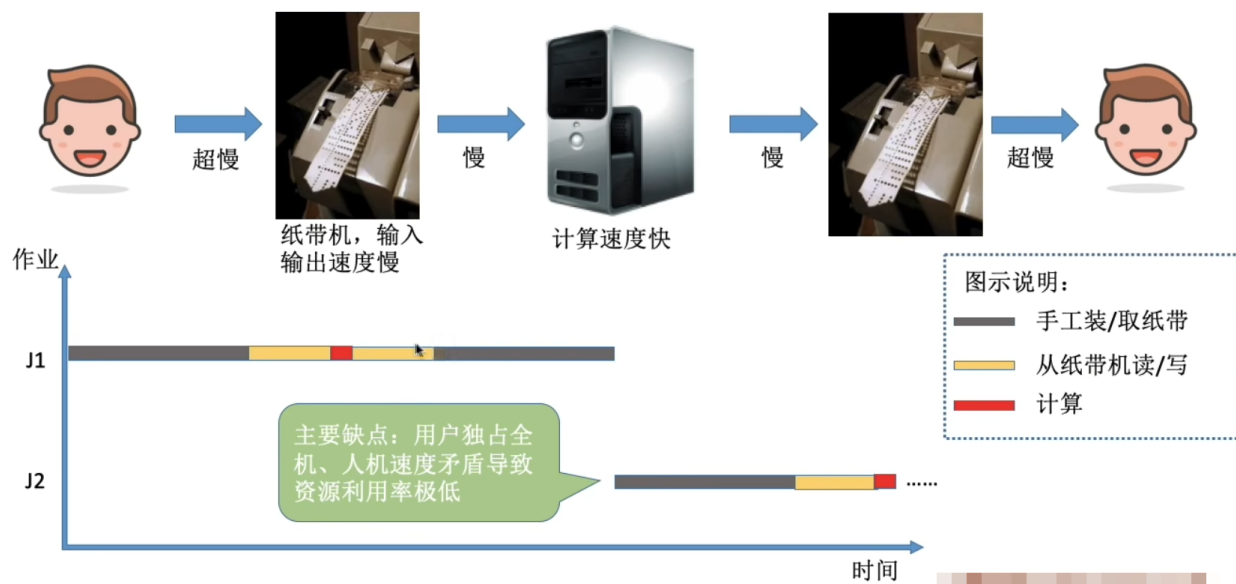 超慢
慢
慢
超慢
纸带机，输入
输出速度慢
计算速度快
作业
图示说明：
手工装/取纸带
从纸带机读/写
计算
J1
主要缺点：用户独占全
机、人机速度矛盾导致
资源利用率极低
J2
……
时间